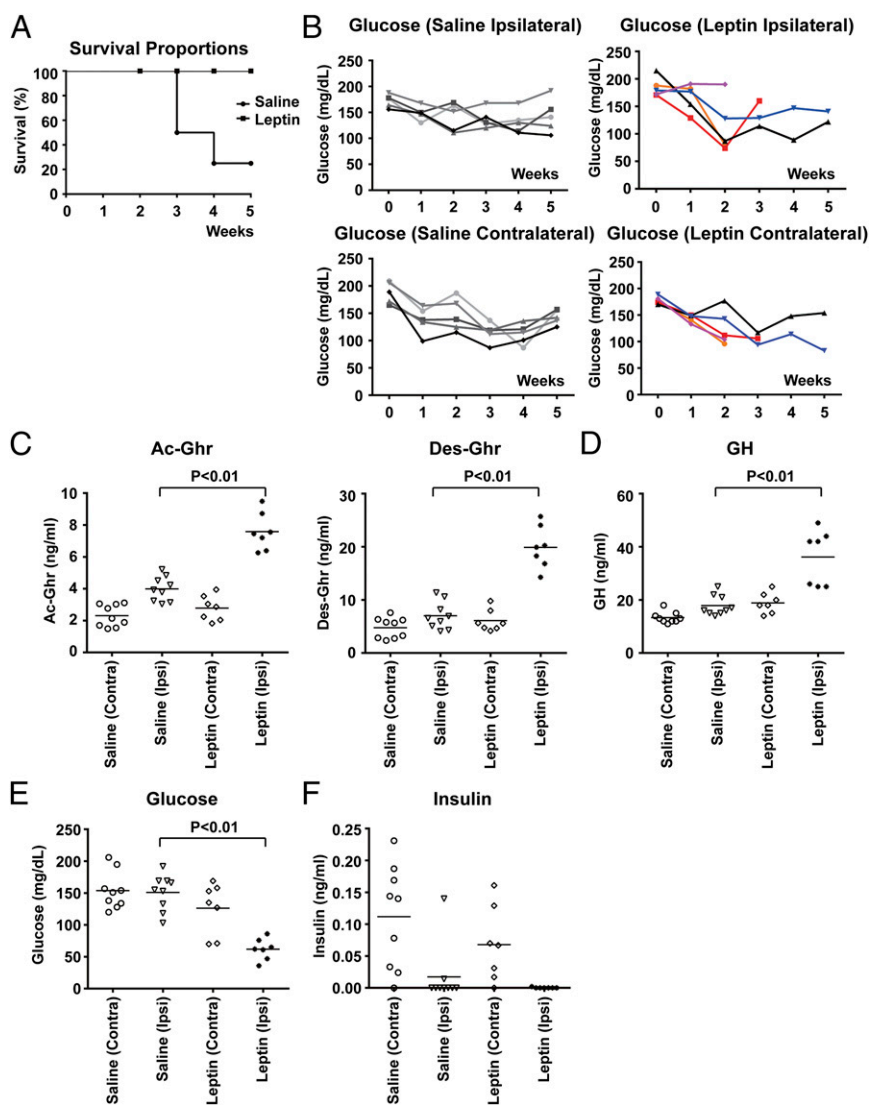 A
Survival Proportions
Survival (%)
100
80
60
40
20
0
0 1 2 3 4 5
Weeks
Saline
Leptin
B
Glucose (Saline Ipsilateral)
Glucose (mg/dL)
250
200
150
100
50
0
Weeks
0 1 2 3 4 5
Glucose (Leptin Ipsilateral)
Glucose (mg/dL)
250
200
150
100
50
0
Weeks
0 1 2 3 4 5
Glucose (Saline Contralateral)
Glucose (mg/dL)
250
200
150
100
50
0
Weeks
0 1 2 3 4 5
Glucose (Leptin Contralateral)
Glucose (mg/dL)
250
200
150
100
50
0
Weeks
0 1 2 3 4 5
C
Ac-Ghr
P<0.01
Ac-Ghr (ng/ml)
10
8
6
4
2
0
Saline (Contra)
Saline (Ipsi)
Leptin (Contra)
Leptin (Ipsi)
Des-Ghr
P<0.01
Des-Ghr (ng/ml)
30
20
10
0
Saline (Contra)
Saline (Ipsi)
Leptin (Contra)
Leptin (Ipsi)
D
GH
P<0.01
GH (ng/ml)
60
40
20
0
Saline (Contra)
Saline (Ipsi)
Leptin (Contra)
Leptin (Ipsi)
E
Glucose
P<0.01
Glucose (mg/dL)
250
200
150
100
50
0
Saline (Contra)
Saline (Ipsi)
Leptin (Contra)
Leptin (Ipsi)
F
Insulin
Insulin (ng/ml)
0.25
0.20
0.15
0.10
0.05
0.00
Saline (Contra)
Saline (Ipsi)
Leptin (Contra)
Leptin (Ipsi)